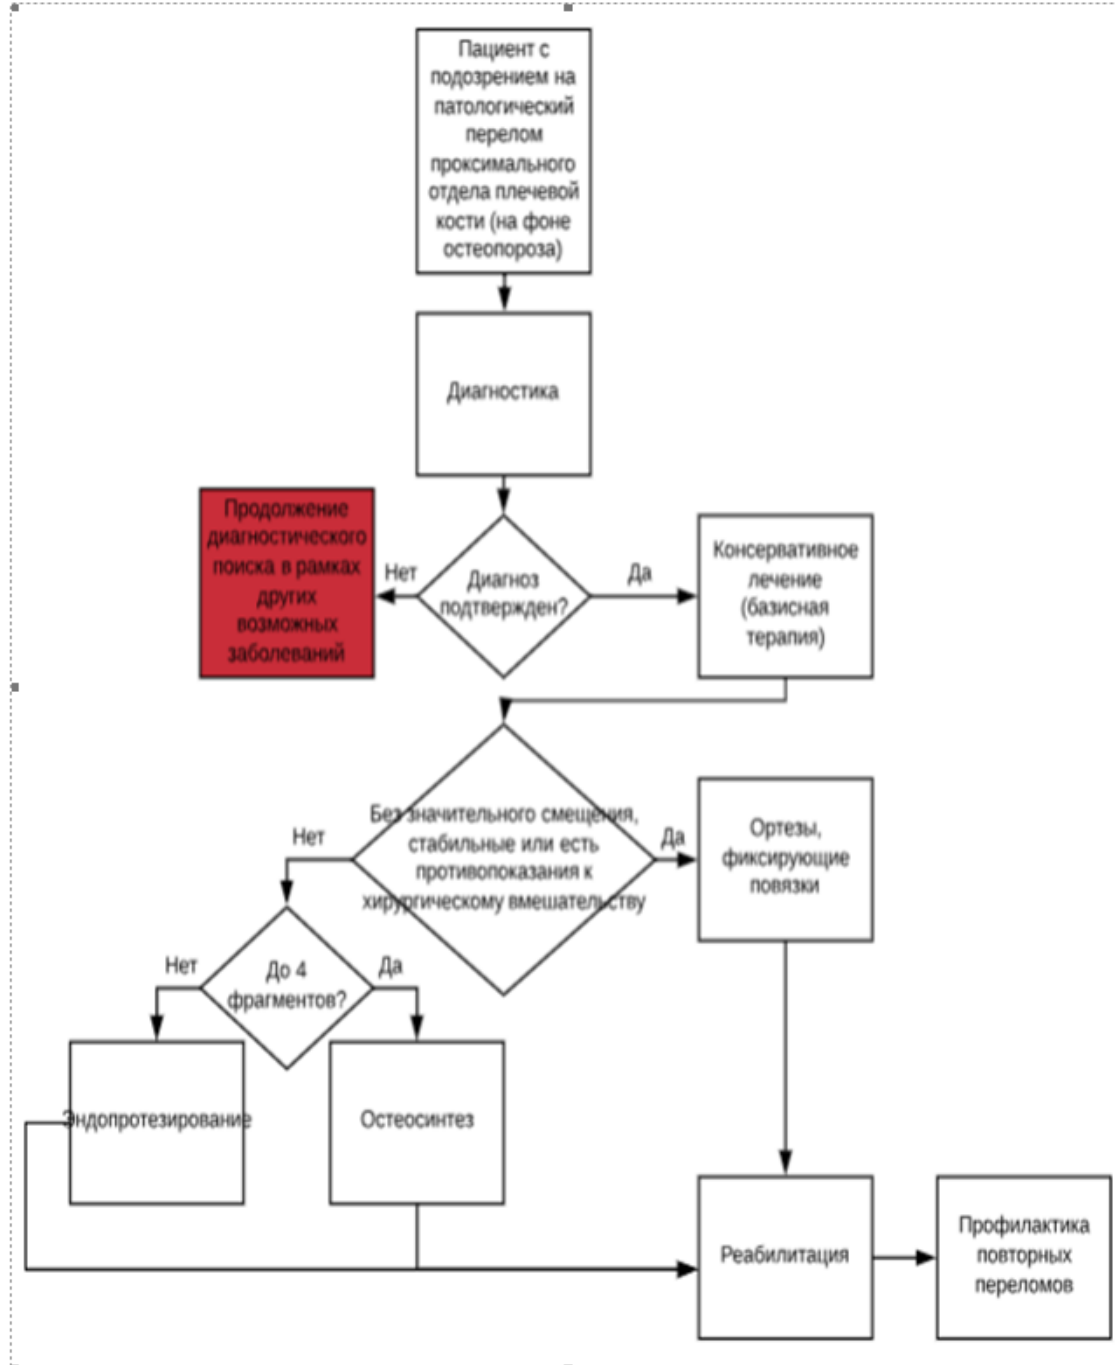 Пациент с
подозрением на
патологический
перелом
проксимального
отдела плечевой
кости (на фоне
остеопороза)
Диагностика
Продолжение
диагностического
поиска в рамках
других
возможных
заболеваний
Нет
Диагноз
подтвержден?
Да
Консервативное
лечение
(базисная
терапия)
Без значительного смещения,
стабильные или есть
противопоказания к
хирургическому вмешательству
Нет
Да
Ортезы,
фиксирующие
повязки
Нет
До 4
фрагментов?
Да
Эндопротезирование
Остеосинтез
Реабилитация
Профилактика
повторных
переломов